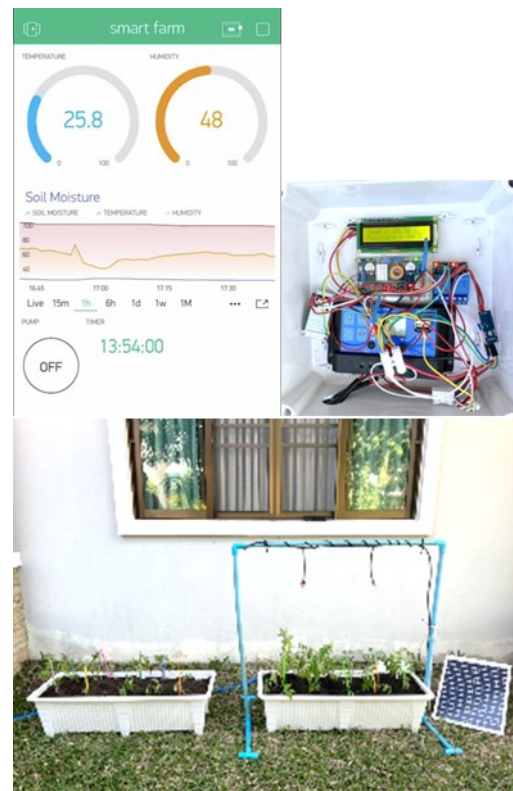 smart farm
TEMPERATURE
HUMIDITY
25.8
48
0 100
0 100
Soil Moisture
SOIL MOISTURE TEMPERATURE HUMIDITY
100
80
60
40
16:45 17:00 17:15 17:30
Live 15m 1h 6h 1d 1w 1M
PUMP
TIMER
13:54:00
OFF